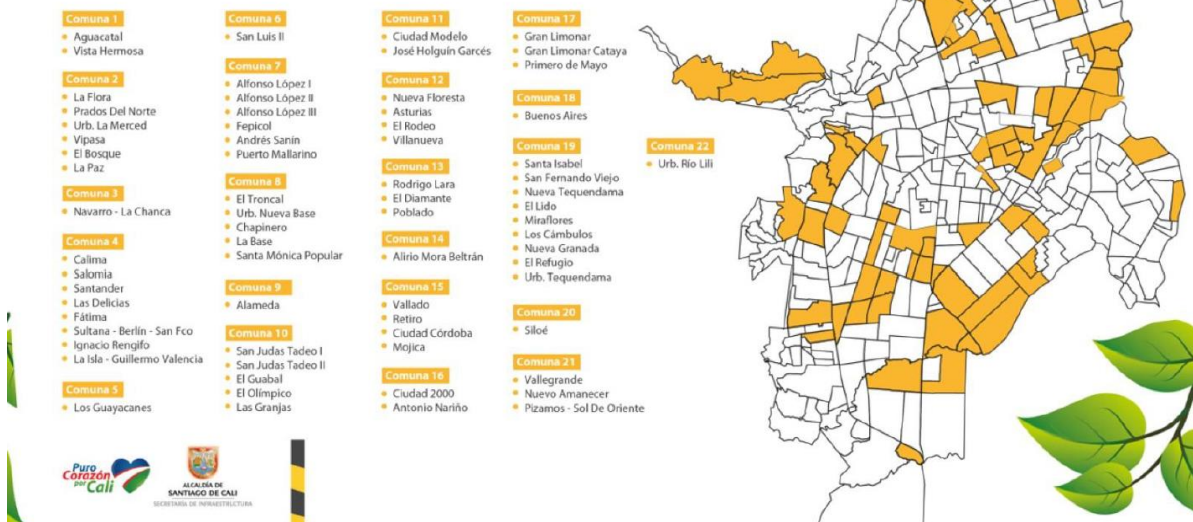 Comuna 1
Aguacatal
Vista Hermosa
Comuna 2
La Flora
Prados Del Norte
Urb. La Merced
Vipasa
El Bosque
La Paz
Comuna 3
Navarro - La Chanca
Comuna 4
Calima
Salomia
Santander
Las Delicias
Fátima
Sultana - Berlín - San Fco
Ignacio Rengifo
La Isla - Guillermo Valencia
Comuna 5
Los Guayacanes
Comuna 6
San Luis II
Comuna 7
Alfonso López I
Alfonso López II
Alfonso López III
Fepicol
Andrés Sanín
Puerto Mallarino
Comuna 8
El Troncal
Urb. Nueva Base
Chapinero
La Base
Santa Mónica Popular
Comuna 9
Alameda
Comuna 10
San Judas Tadeo I
San Judas Tadeo II
El Guabal
El Olímpico
Las Granjas
Comuna 11
Ciudad Modelo
José Holguín Garcés
Comuna 12
Nueva Floresta
Asturias
El Rodeo
Villanueva
Comuna 13
Rodrigo Lara
El Diamante
Poblado
Comuna 14
Alirio Mora Beltrán
Comuna 15
Vallado
Retiro
Ciudad Córdoba
Mojica
Comuna 16
Ciudad 2000
Antonio Nariño
Comuna 17
Gran Limonar
Gran Limonar Cataya
Primero de Mayo
Comuna 18
Buenos Aires
Comuna 19
Santa Isabel
San Fernando Viejo
Nueva Tequendama
El Lido
Miraflores
Los Cámbulos
Nueva Granada
El Refugio
Urb. Tequendama
Comuna 20
Siloé
Comuna 21
Vallegrande
Nuevo Amanecer
Pizamos - Sol De Oriente
Comuna 22
Urb. Río Lili
Puro
Corazón
por Cali
ALCALDÍA DE
SANTIAGO DE CALI
SECRETARÍA DE INFRAESTRUCTURA